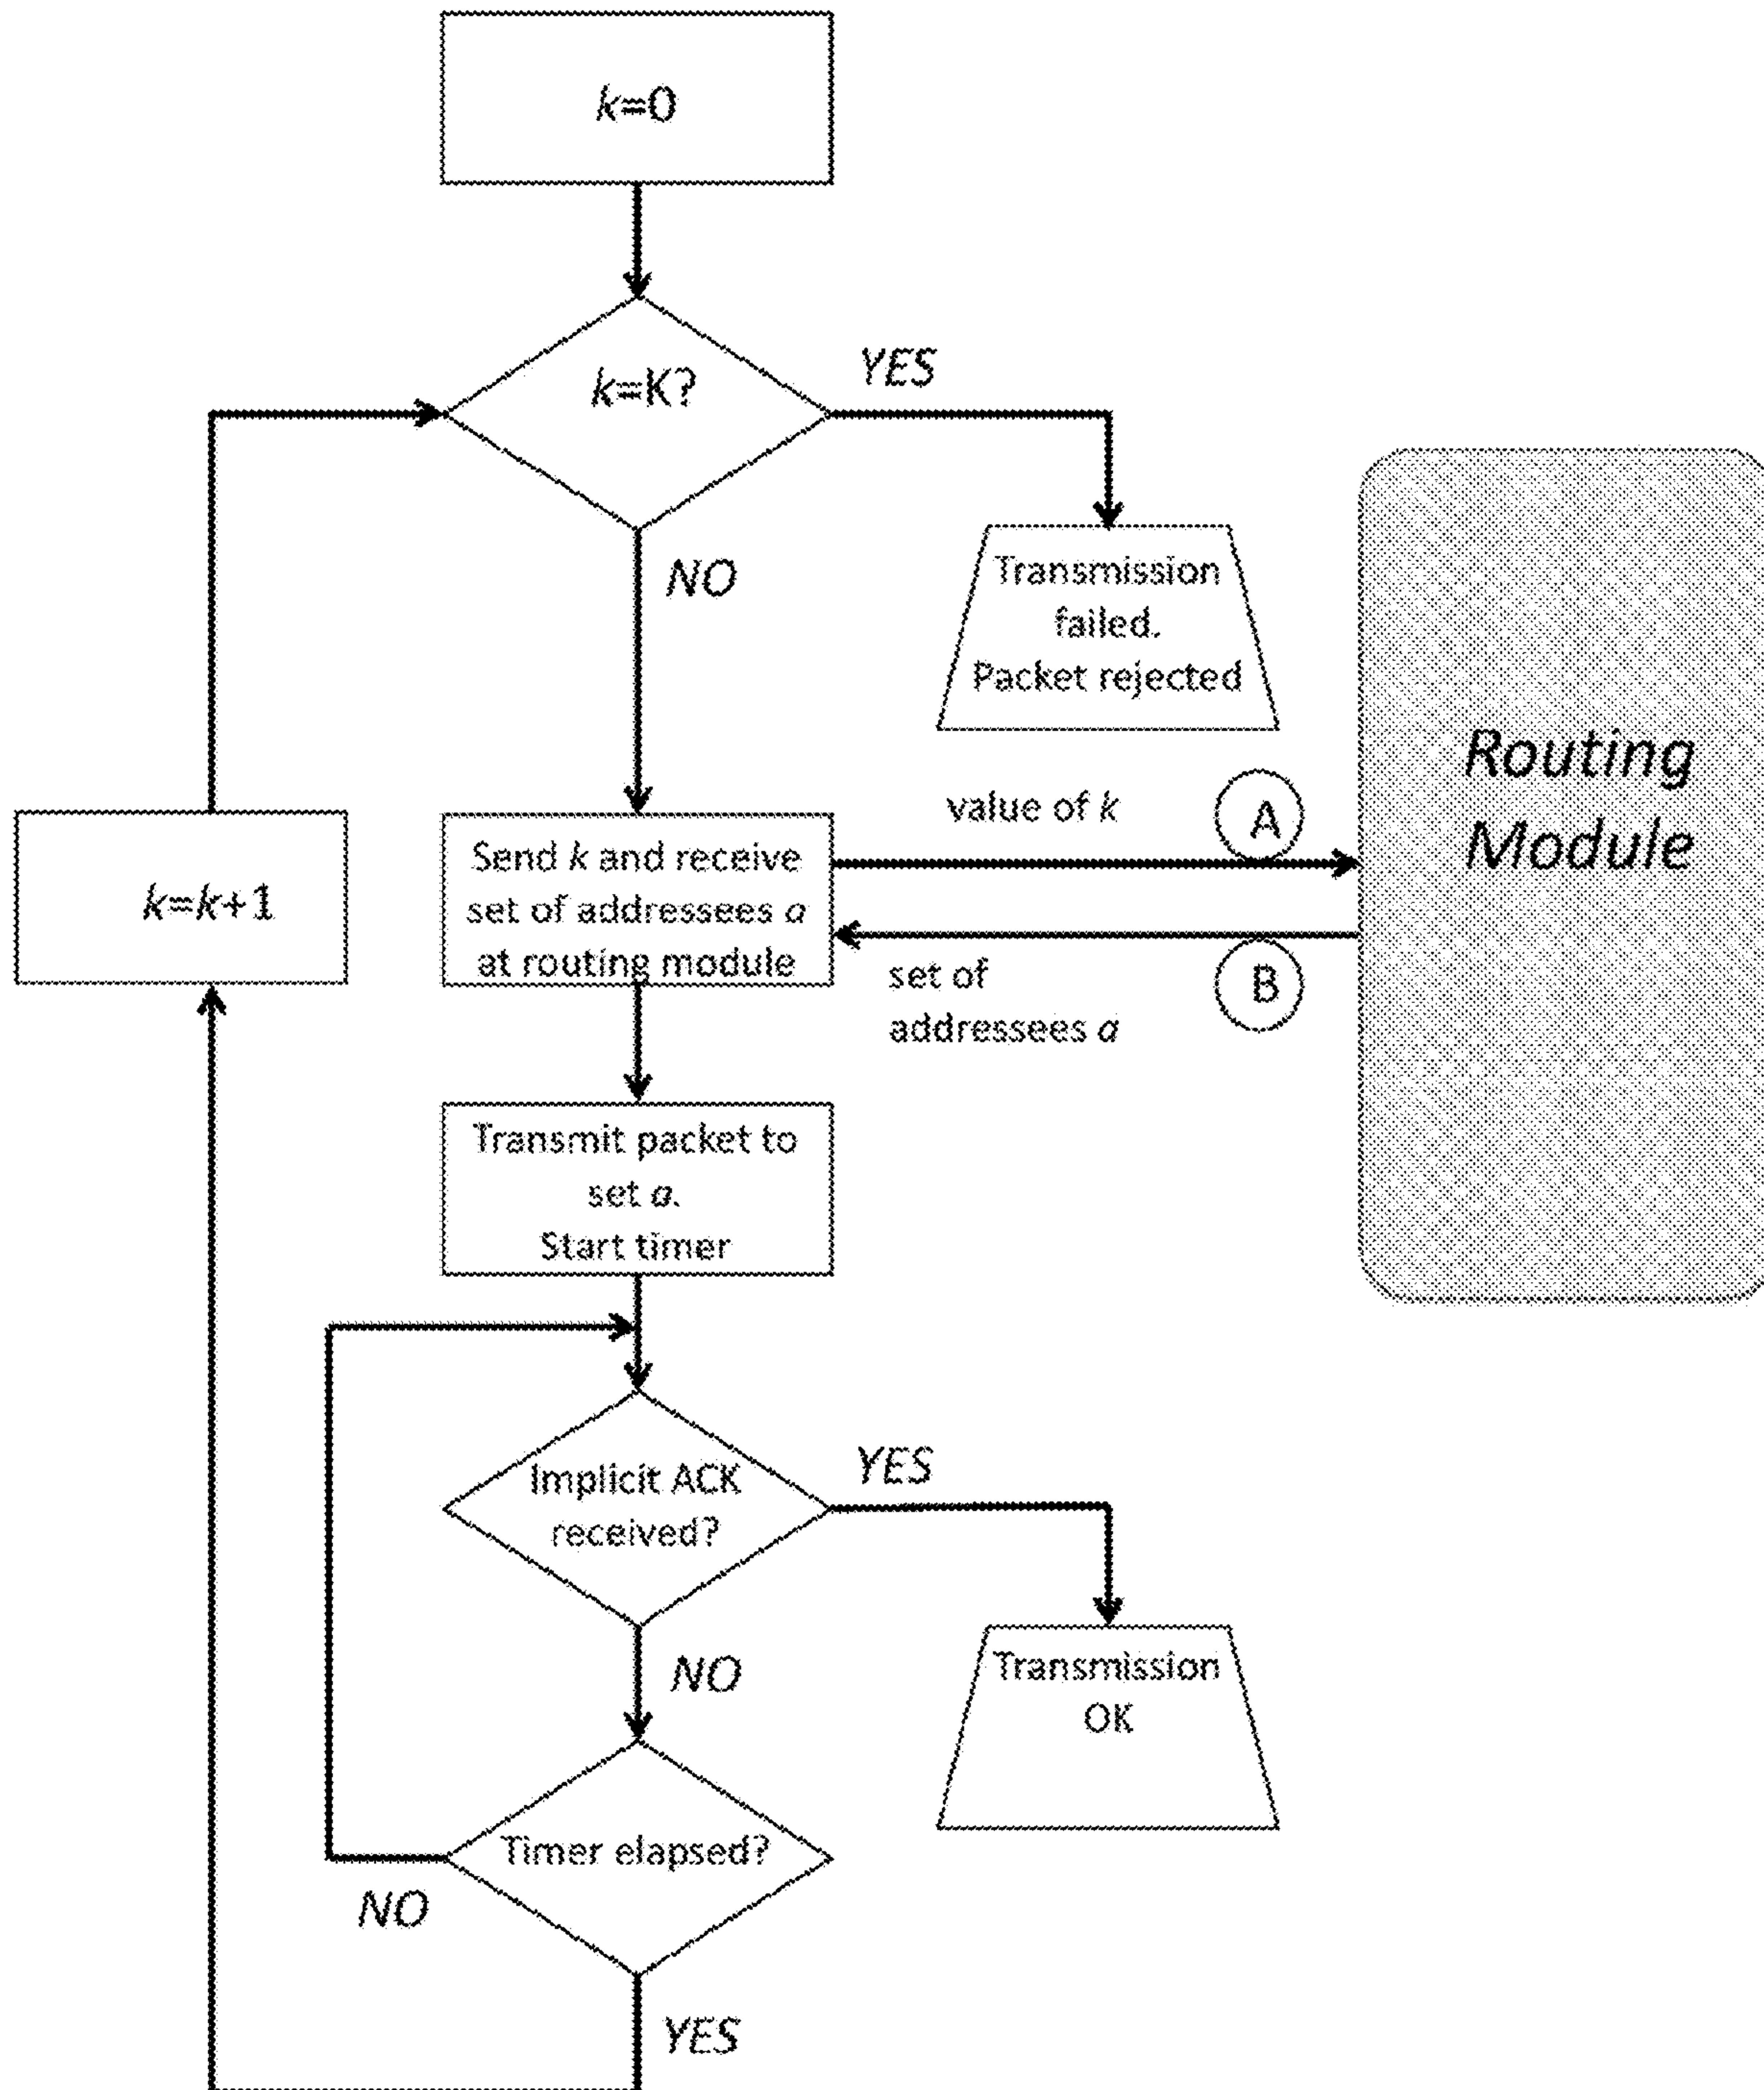 k=0
k=K?
YES
NO
Transmission
failed.
Packet rejected
Routing
Module
value of k
A
k=k+1
Send k and receive
set of addressees a
at routing module
set of
addressees a
B
Transmit packet to
set a.
Start timer
Implicit ACK
received?
YES
NO
Transmission
OK
Timer elapsed?
NO
YES